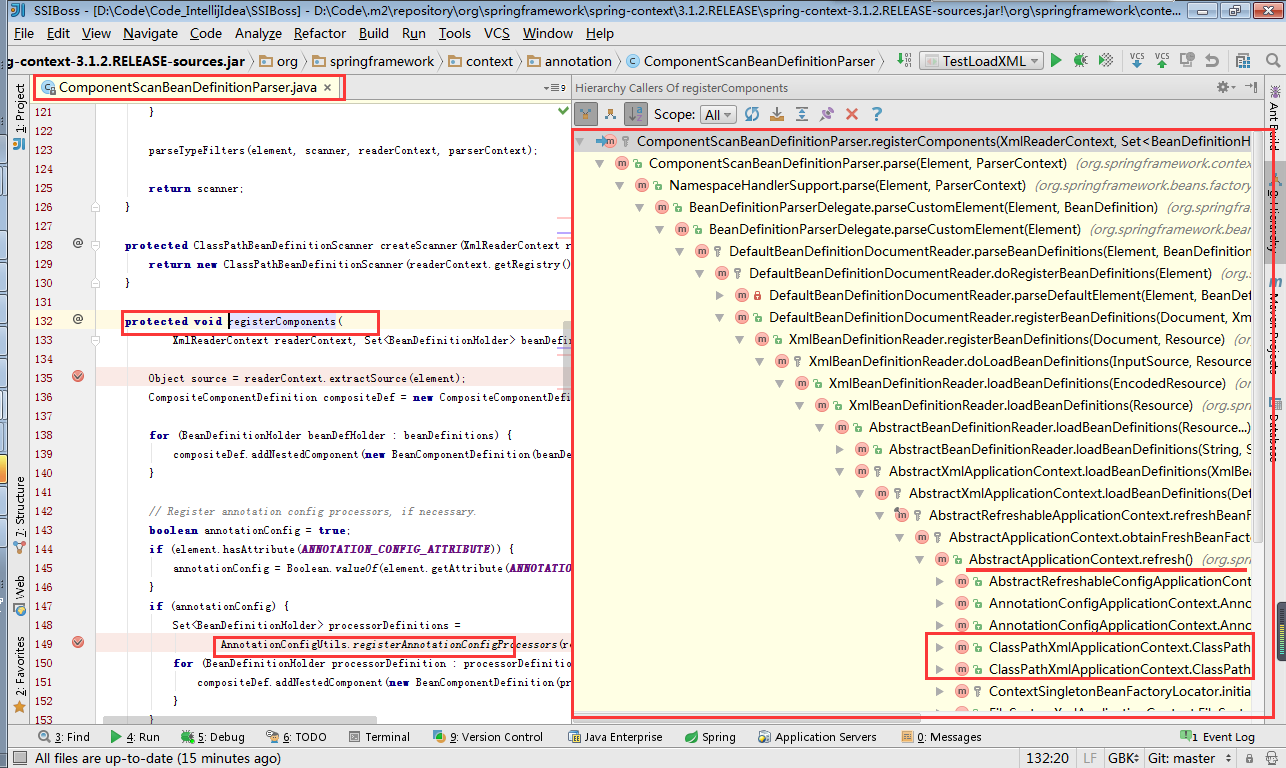 SSIBoss - [D:\Code\Code_IntellijIdea\SSIBoss] - D:\Code\m2\repository\org\springframework\spring-context\3.1.2.RELEASE\spring-context-3.1.2.RELEASE-sources.jar!\org\springframework\conte...
File Edit View Navigate Code Analyze Refactor Build Run Tools VCS Window Help
g-context-3.1.2.RELEASE-sources.jar org springframework context annotation ComponentScanBeanDefinitionParser TestLoadXML VCS VCS
ComponentScanBeanDefinitionParser.java
Hierarchy Callers Of registerComponents
Scope: All
121 }
122
123 parseTypeFilters(element, scanner, readerContext, parserContext);
124
125 return scanner;
126 }
127
128 protected ClassPathBeanDefinitionScanner createScanner(XmlReaderContext r
129 return new ClassPathBeanDefinitionScanner(readerContext.getRegistry()
130 }
131
132 protected void registerComponents(
133 XmlReaderContext readerContext, Set<BeanDefinitionHolder> beanDefin
134
135 Object source = readerContext.extractSource(element);
136 CompositeComponentDefinition compositeDef = new CompositeComponentDefi
137
138 for (BeanDefinitionHolder beanDefHolder : beanDefinitions) {
139 compositeDef.addNestedComponent(new BeanComponentDefinition(beanDe
140 }
141
142 // Register annotation config processors, if necessary.
143 boolean annotationConfig = true;
144 if (element.hasAttribute(ANNOTATION_CONFIG_ATTRIBUTE)) {
145 annotationConfig = Boolean.valueOf(element.getAttribute(ANNOTATIO
146 }
147 if (annotationConfig) {
148 Set<BeanDefinitionHolder> processorDefinitions =
149 AnnotationConfigUtils.registerAnnotationConfigProcessors(re
150 for (BeanDefinitionHolder processorDefinition : processorDefinitio
151 compositeDef.addNestedComponent(new BeanComponentDefinition(pr
152 }
153 }
ComponentScanBeanDefinitionParser.registerComponents(XmlReaderContext, Set<BeanDefinitionH
ComponentScanBeanDefinitionParser.parse(Element, ParserContext) (org.springframework.contex
NamespaceHandlerSupport.parse(Element, ParserContext) (org.springframework.beans.factory
BeanDefinitionParserDelegate.parseCustomElement(Element, BeanDefinition) (org.springfra
BeanDefinitionParserDelegate.parseCustomElement(Element) (org.springframework.bean
DefaultBeanDefinitionDocumentReader.parseBeanDefinitions(Element, BeanDefinition
DefaultBeanDefinitionDocumentReader.doRegisterBeanDefinitions(Element) (org.s
DefaultBeanDefinitionDocumentReader.parseDefaultElement(Element, BeanDef
DefaultBeanDefinitionDocumentReader.registerBeanDefinitions(Document, Xm
XmlBeanDefinitionReader.registerBeanDefinitions(Document, Resource) (org
XmlBeanDefinitionReader.doLoadBeanDefinitions(InputSource, Resource
XmlBeanDefinitionReader.loadBeanDefinitions(EncodedResource) (or
XmlBeanDefinitionReader.loadBeanDefinitions(Resource) (org.spri
AbstractBeanDefinitionReader.loadBeanDefinitions(Resource...)
AbstractBeanDefinitionReader.loadBeanDefinitions(String, S
AbstractXmlApplicationContext.loadBeanDefinitions(XmlBea
AbstractXmlApplicationContext.loadBeanDefinitions(Def
AbstractRefreshableApplicationContext.refreshBeanF
AbstractApplicationContext.obtainFreshBeanFact
AbstractApplicationContext.refresh() (org.sp
AbstractRefreshableConfigApplicationCont
AnnotationConfigApplicationContext.Anno
AnnotationConfigApplicationContext.Anno
ClassPathXmlApplicationContext.ClassPath
ClassPathXmlApplicationContext.ClassPath
ContextSingletonBeanFactoryLocator.initia
1: Project
7: Structure
Web
2: Favorites
Ant Build
Maven Projects
Database
3: Find 4: Run 5: Debug 6: TODO Terminal 9: Version Control Java Enterprise Spring Application Servers 0: Messages 1 Event Log
All files are up-to-date (15 minutes ago) 132:20 LF GBK Git: master